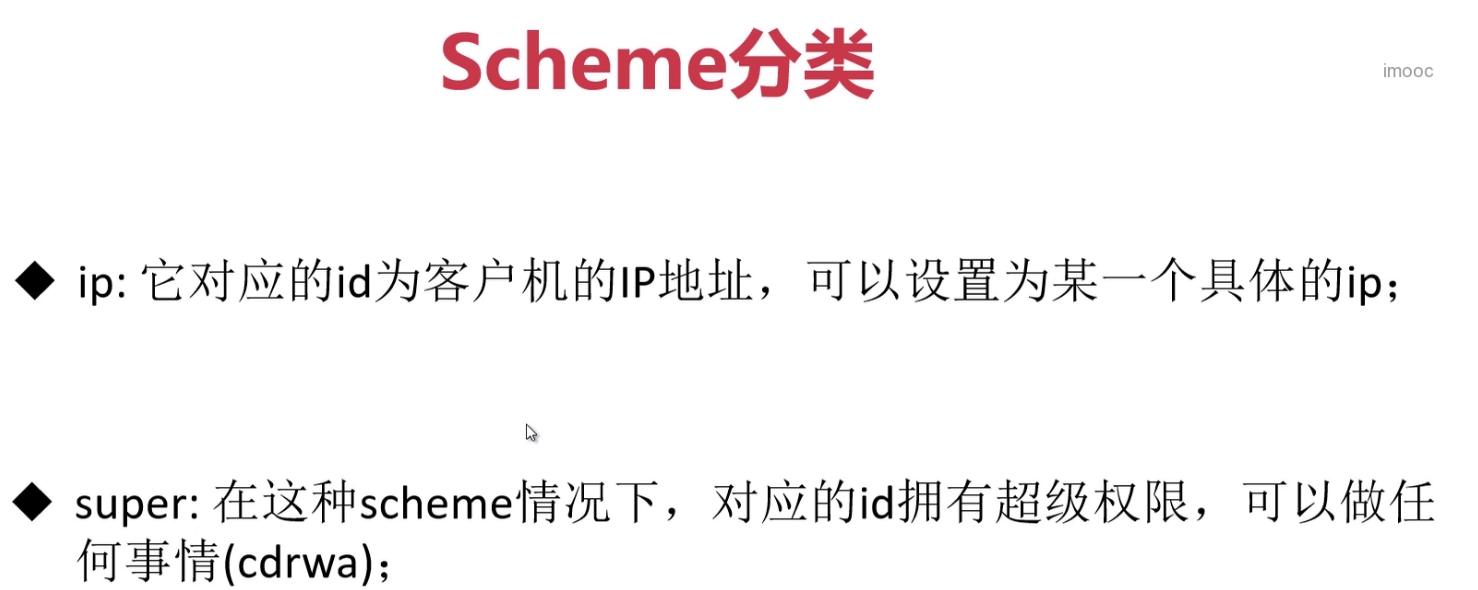 Scheme分类
imooc
ip: 它对应的id为客户机的IP地址，可以设置为某一个具体的ip；
super: 在这种scheme情况下，对应的id拥有超级权限，可以做任
何事情(cdrwa)；